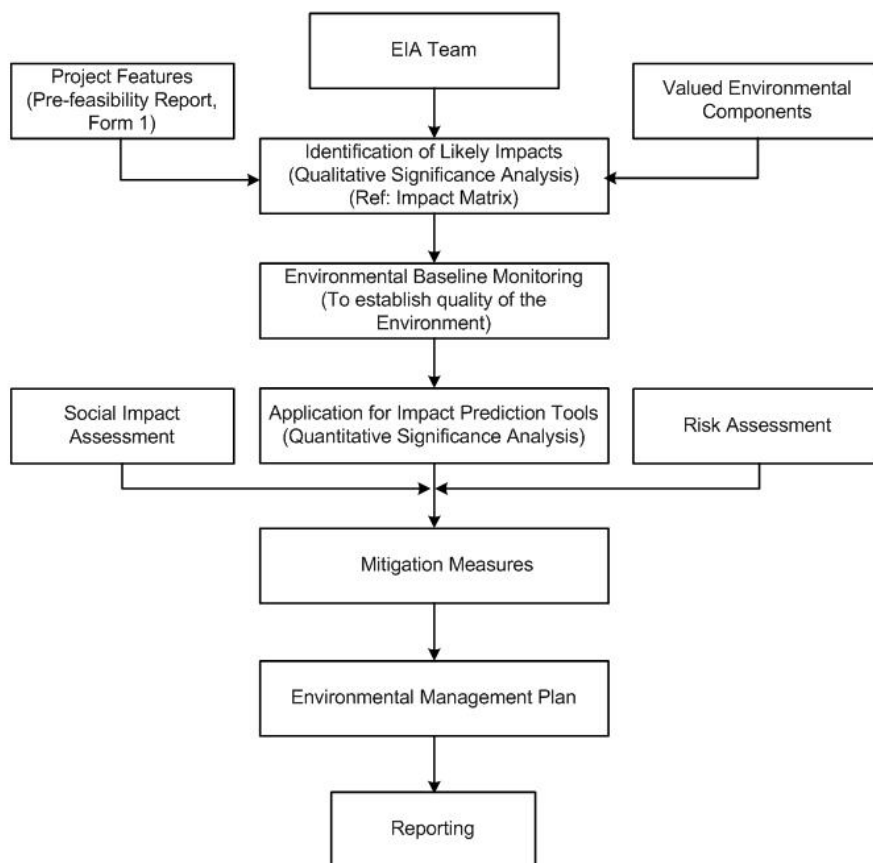 EIA Team
Project Features
(Pre-feasibility Report,
Form 1)
Valued Environmental
Components
Identification of Likely Impacts
(Qualitative Significance Analysis)
(Ref: Impact Matrix)
Environmental Baseline Monitoring
(To establish quality of the
Environment)
Social Impact
Assessment
Application for Impact Prediction Tools
(Quantitative Significance Analysis)
Risk Assessment
Mitigation Measures
Environmental Management Plan
Reporting